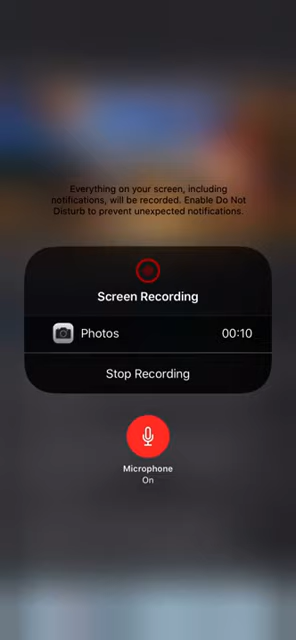 Everything on your screen, including
notifications, will be recorded. Enable Do Not
Disturb to prevent unexpected notifications.
Screen Recording
Photos 00:10
Stop Recording
Microphone
On